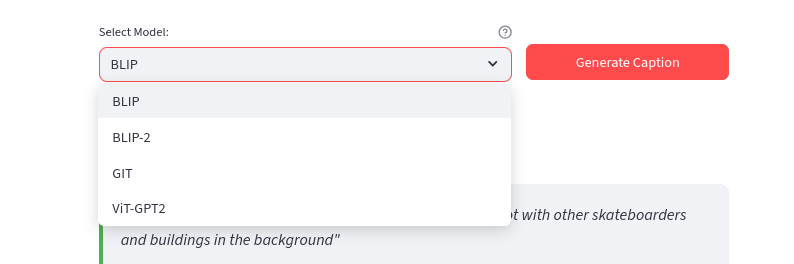 Select Model:
BLIP
Generate Caption
BLIP
BLIP-2
GIT
ViT-GPT2
with other skateboarders
and buildings in the background"